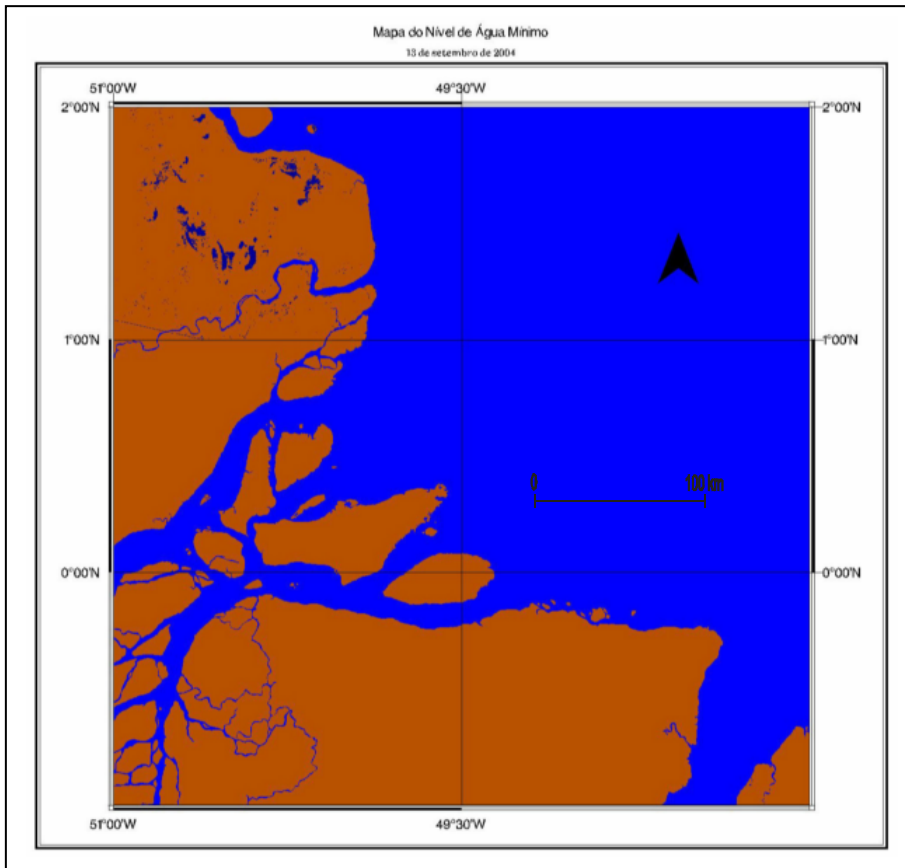 Mapa do Nível de Água Mínimo
13 de setembro de 2004
51°00'W 49°30'W
2°00'N 2°00'N
1°00'N 1°00'N
0 100 km
0°00'N 0°00'N
51°00'W 49°30'W